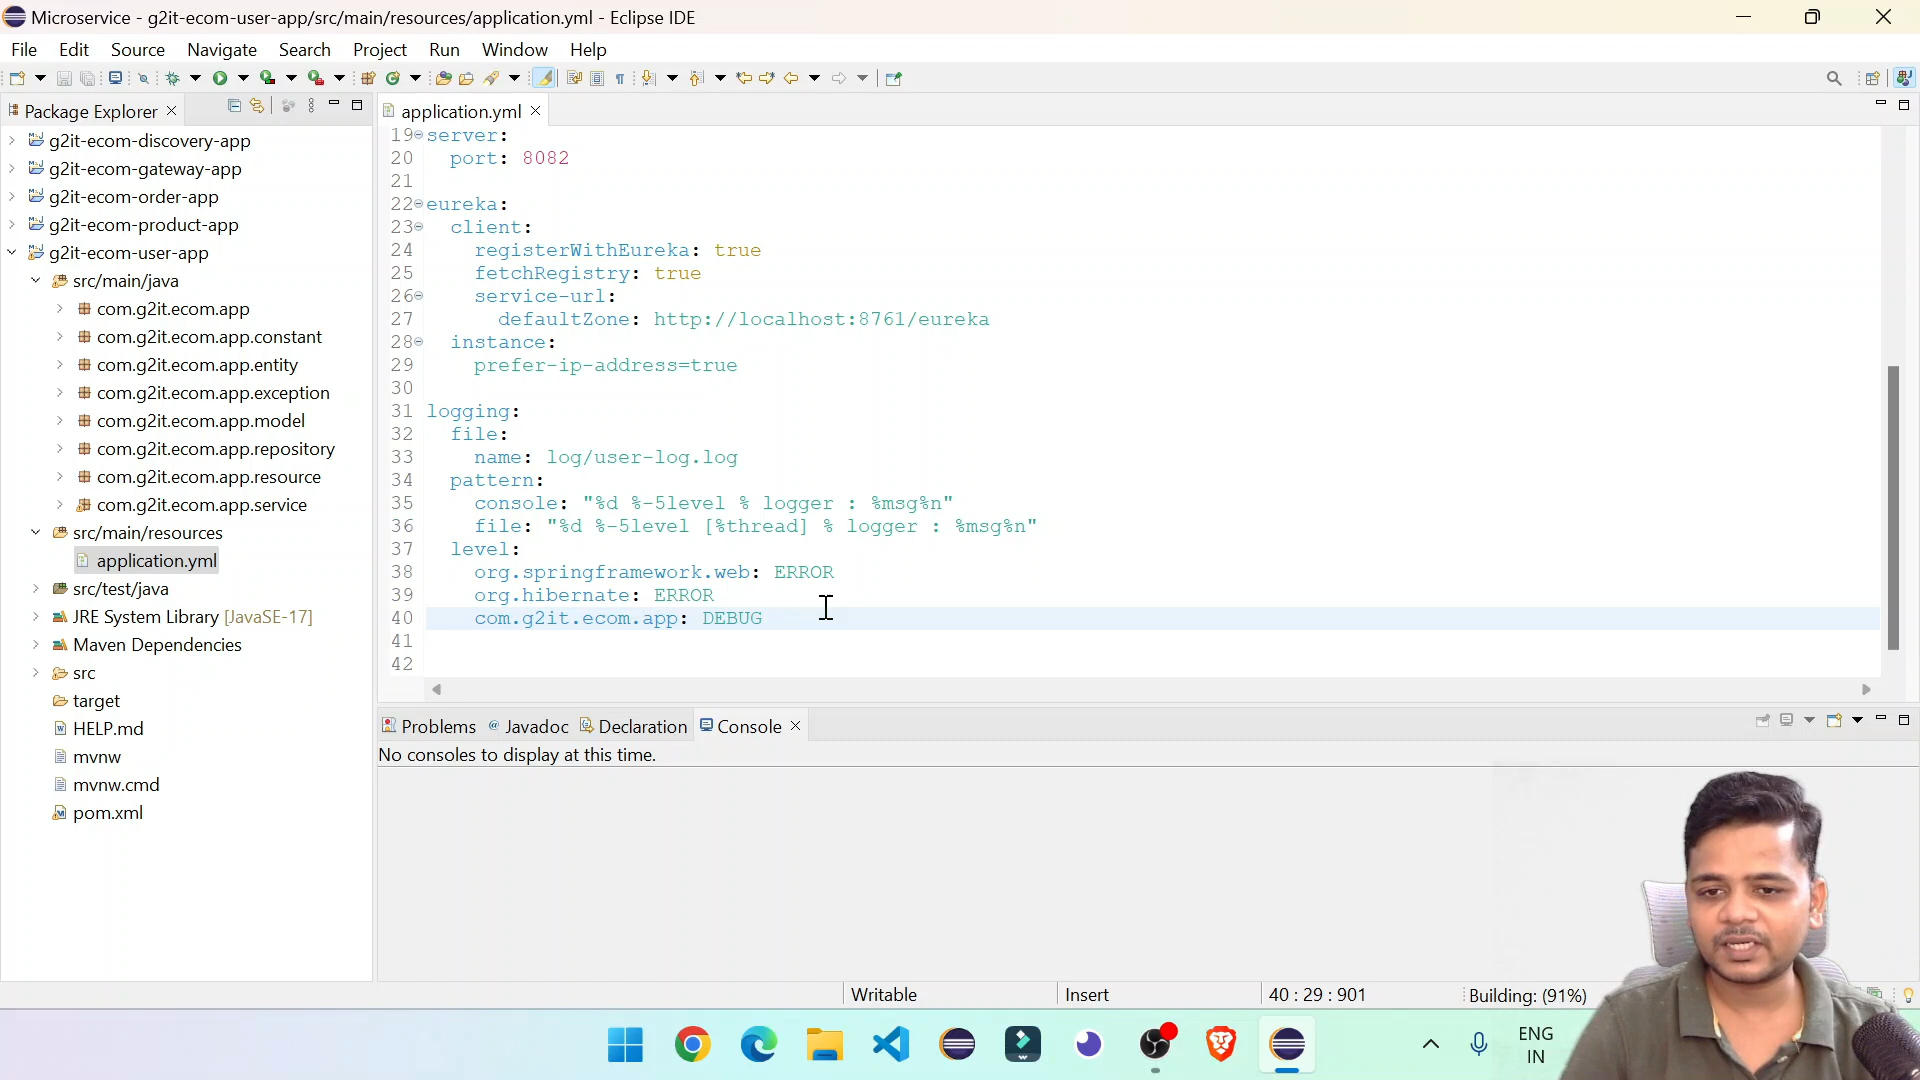 Microservice - g2it-ecom-user-app/src/main/resources/application.yml - Eclipse IDE
File Edit Source Navigate Search Project Run Window Help
Package Explorer
g2it-ecom-discovery-app
g2it-ecom-gateway-app
g2it-ecom-order-app
g2it-ecom-product-app
g2it-ecom-user-app
src/main/java
com.g2it.ecom.app
com.g2it.ecom.app.constant
com.g2it.ecom.app.entity
com.g2it.ecom.app.exception
com.g2it.ecom.app.model
com.g2it.ecom.app.repository
com.g2it.ecom.app.resource
com.g2it.ecom.app.service
src/main/resources
application.yml
src/test/java
JRE System Library [JavaSE-17]
Maven Dependencies
src
target
HELP.md
mvnw
mvnw.cmd
pom.xml
application.yml
19 server:
20 port: 8082
21
22 eureka:
23 client:
24 registerWithEureka: true
25 fetchRegistry: true
26 service-url:
27 defaultZone: http://localhost:8761/eureka
28 instance:
29 prefer-ip-address=true
30
31 logging:
32 file:
33 name: log/user-log.log
34 pattern:
35 console: "%d %-5level % logger : %msg%n"
36 file: "%d %-5level [%thread] % logger : %msg%n"
37 level:
38 org.springframework.web: ERROR
39 org.hibernate: ERROR
40 com.g2it.ecom.app: DEBUG
41
42
Problems Javadoc Declaration Console
No consoles to display at this time.
Writable Insert 40 : 29 : 901 Building: (91%)
ENG
IN